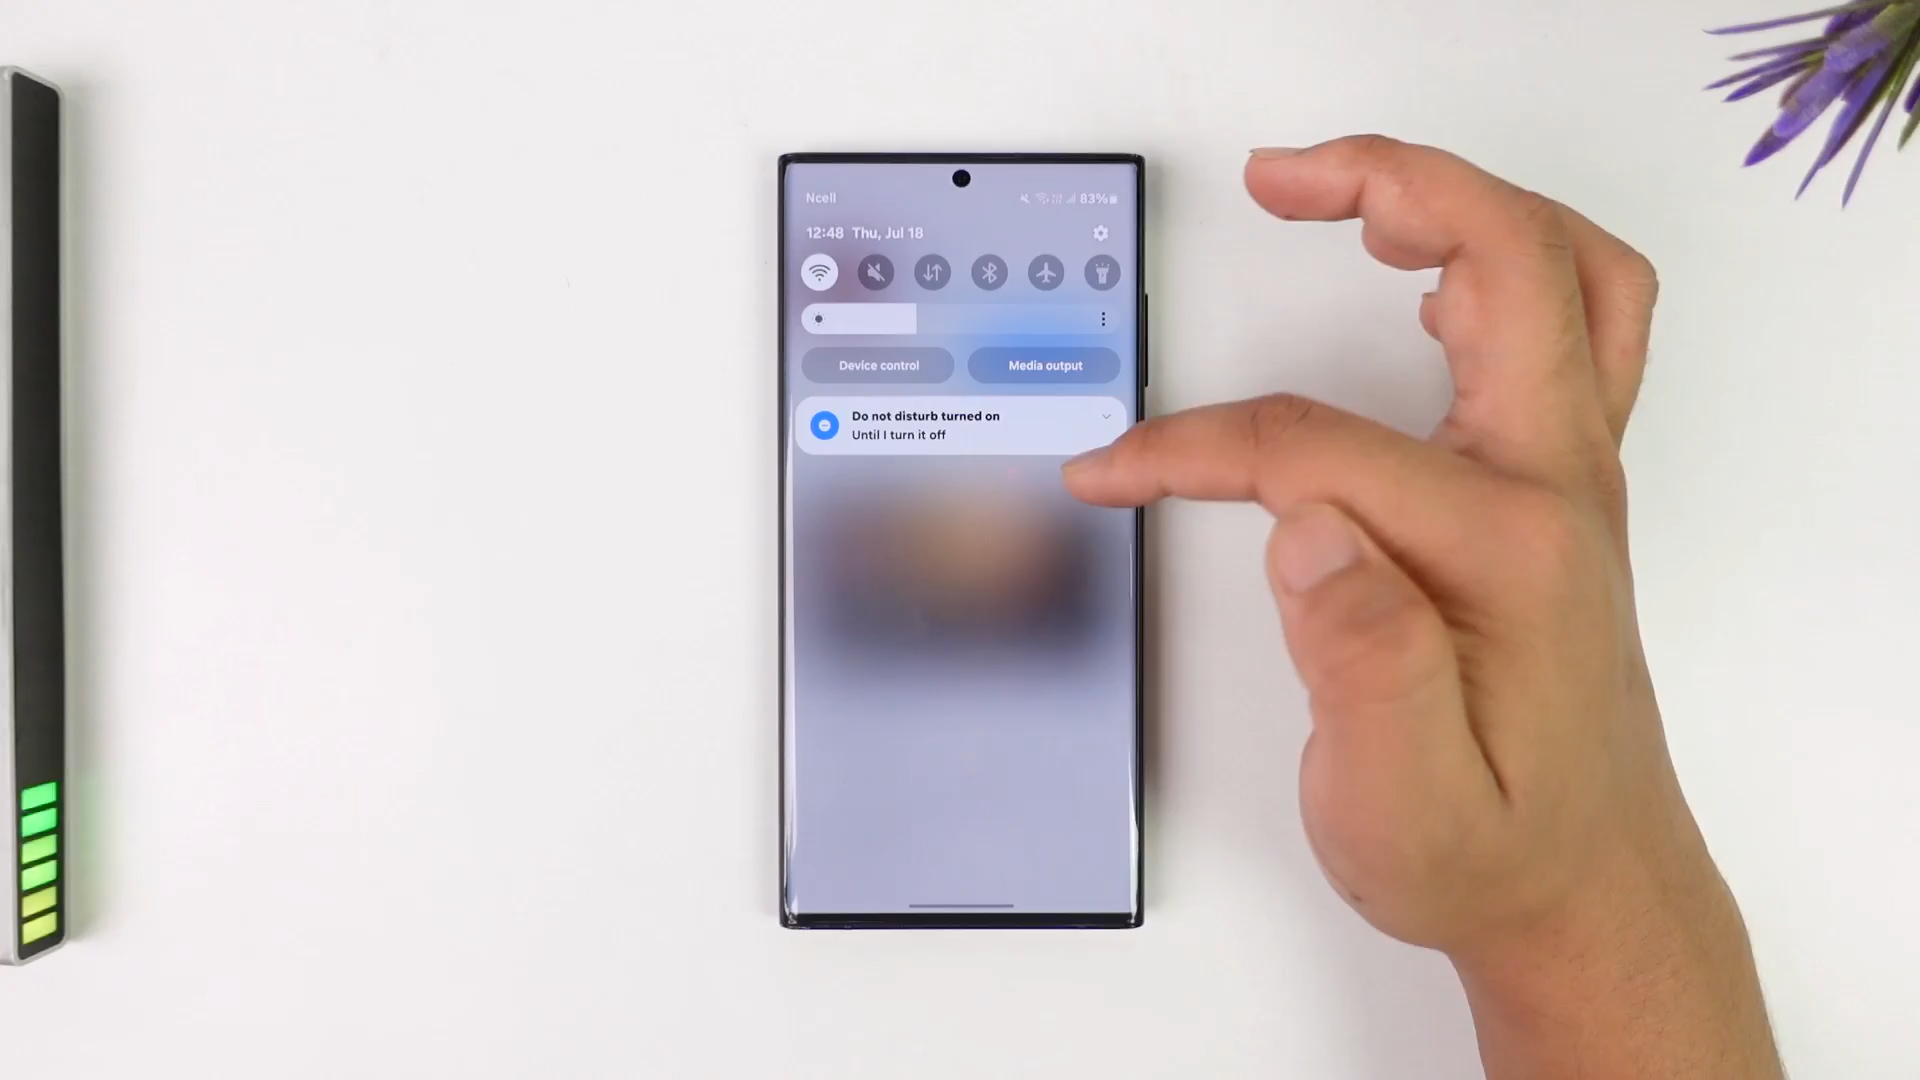 Ncell
83%
12:48 Thu, Jul 18
Device control
Media output
Do not disturb turned on
Until I turn it off